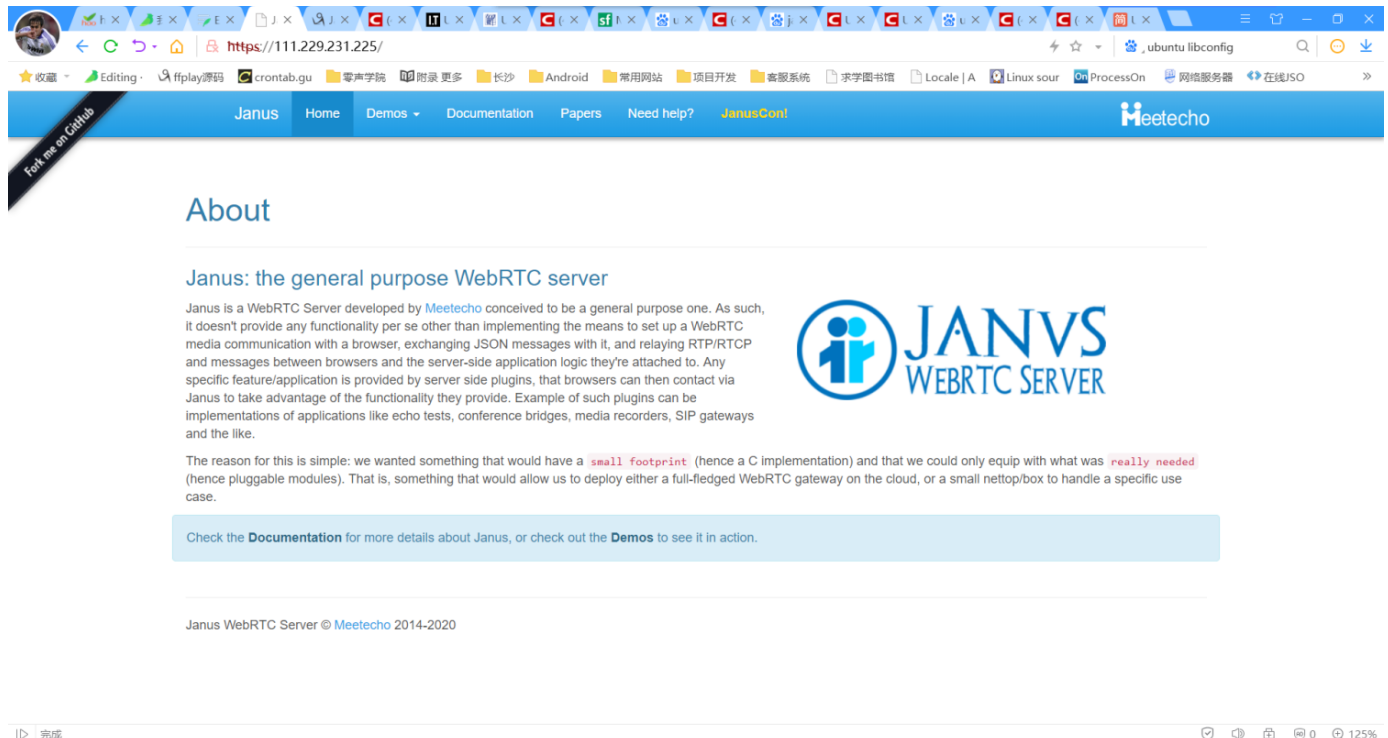 h
E
J
J
(
IT L
L
(
sf
u
(
j
L
L
u
(
(
简 L
https://111.229.231.225/
ubuntu libconfig
收藏 Editing · ffplay源码 crontab.gu 零声学院 附录 更多 长沙 Android 常用网站 项目开发 客服系统 求学图书馆 Locale | A Linux sour On ProcessOn 网络服务器 在线JSO »
Fork me on GitHub
Janus Home Demos Documentation Papers Need help? JanusCon! Meetecho
About
Janus: the general purpose WebRTC server
Janus is a WebRTC Server developed by Meetecho conceived to be a general purpose one. As such,
it doesn't provide any functionality per se other than implementing the means to set up a WebRTC
media communication with a browser, exchanging JSON messages with it, and relaying RTP/RTCP
and messages between browsers and the server-side application logic they're attached to. Any
specific feature/application is provided by server side plugins, that browsers can then contact via
Janus to take advantage of the functionality they provide. Example of such plugins can be
implementations of applications like echo tests, conference bridges, media recorders, SIP gateways
and the like.
JANVS
WEBRTC SERVER
The reason for this is simple: we wanted something that would have a small footprint (hence a C implementation) and that we could only equip with what was really needed
(hence pluggable modules). That is, something that would allow us to deploy either a full-fledged WebRTC gateway on the cloud, or a small nettop/box to handle a specific use
case.
Check the Documentation for more details about Janus, or check out the Demos to see it in action.
Janus WebRTC Server © Meetecho 2014-2020
完成 0 125%